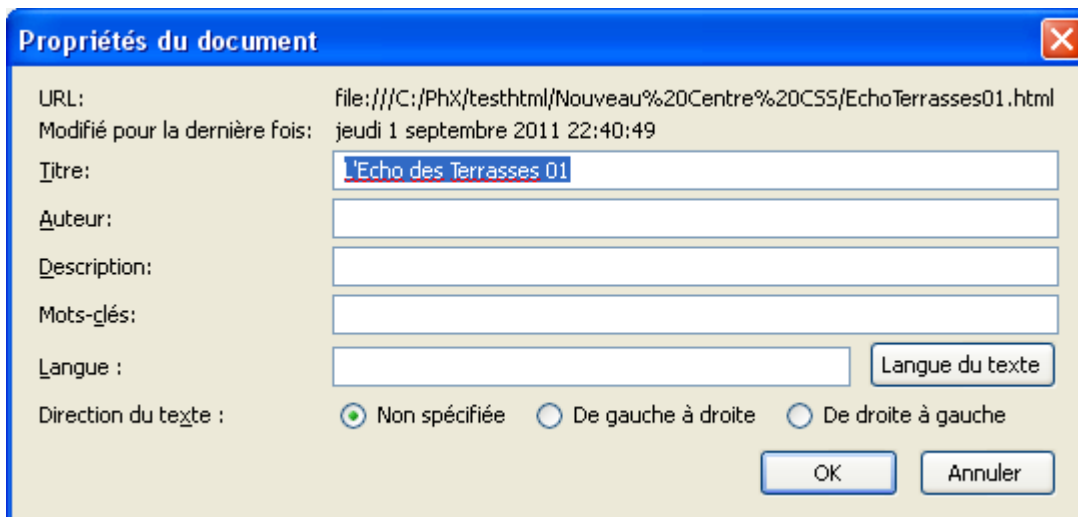 Propriétés du document
URL: file:///C:/PhX/testhtml/Nouveau%20Centre%20CSS/EchoTerrasses01.html
Modifié pour la dernière fois: jeudi 1 septembre 2011 22:40:49
Titre: L'Echo des Terrasses 01
Auteur:
Description:
Mots-clés:
Langue : Langue du texte
Direction du texte : Non spécifiée De gauche à droite De droite à gauche
OK Annuler